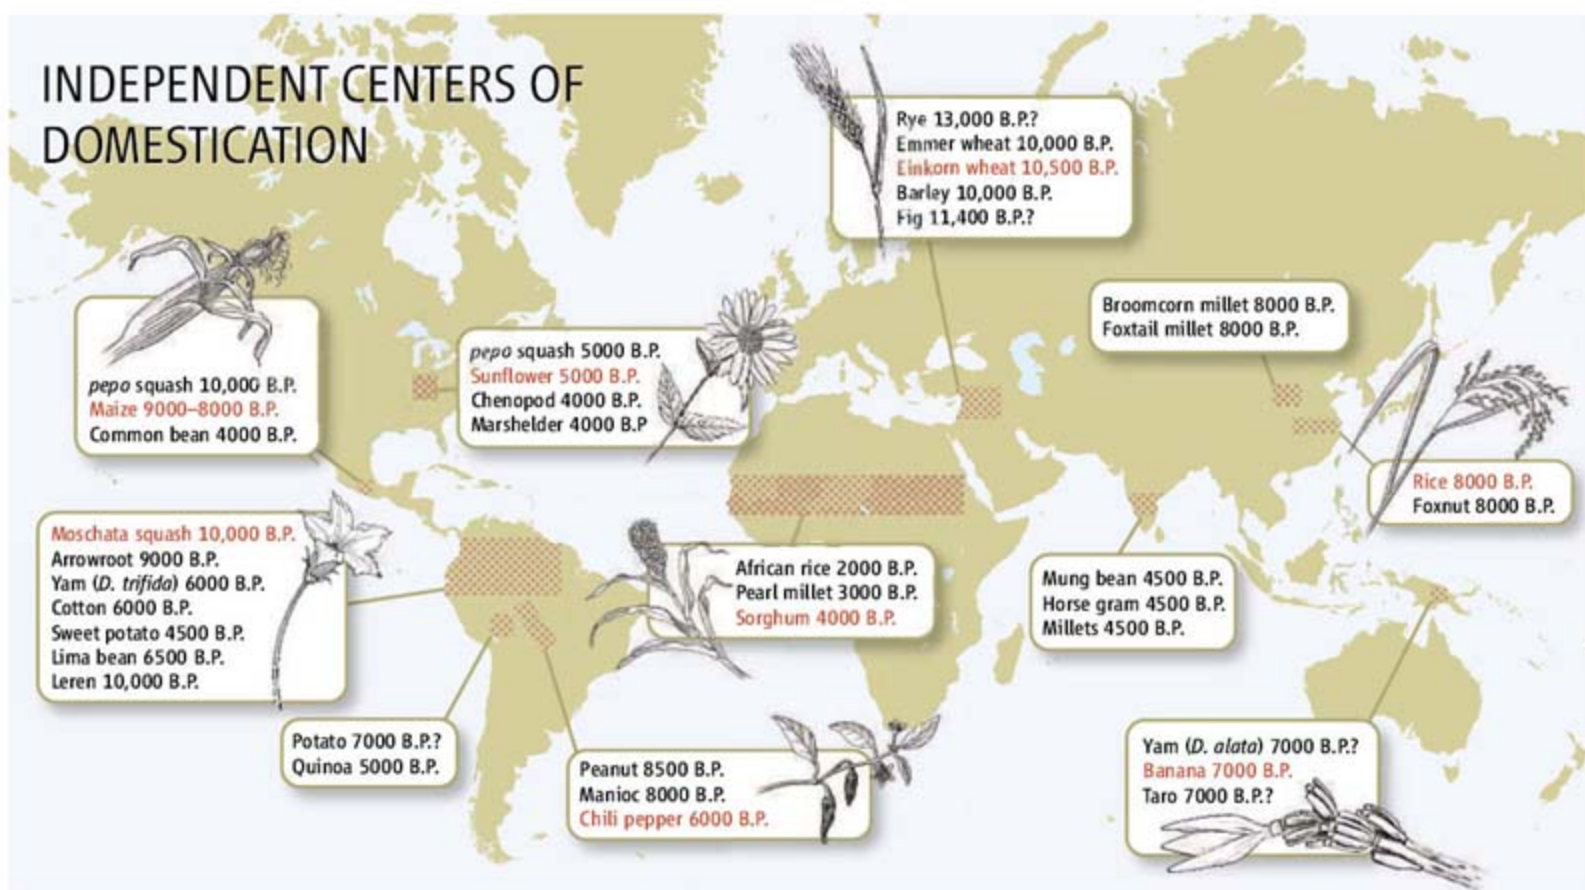 INDEPENDENT CENTERS OF
DOMESTICATION
Rye 13,000 B.P.?
Emmer wheat 10,000 B.P.
Einkorn wheat 10,500 B.P.
Barley 10,000 B.P.
Fig 11,400 B.P.?
pepo squash 10,000 B.P.
Maize 9000–8000 B.P.
Common bean 4000 B.P.
pepo squash 5000 B.P.
Sunflower 5000 B.P.
Chenopod 4000 B.P.
Marshelder 4000 B.P
Broomcorn millet 8000 B.P.
Foxtail millet 8000 B.P.
Rice 8000 B.P.
Foxnut 8000 B.P.
Moschata squash 10,000 B.P.
Arrowroot 9000 B.P.
Yam (D. trifida) 6000 B.P.
Cotton 6000 B.P.
Sweet potato 4500 B.P.
Lima bean 6500 B.P.
Leren 10,000 B.P.
African rice 2000 B.P.
Pearl millet 3000 B.P.
Sorghum 4000 B.P.
Mung bean 4500 B.P.
Horse gram 4500 B.P.
Millets 4500 B.P.
Potato 7000 B.P.?
Quinoa 5000 B.P.
Peanut 8500 B.P.
Manioc 8000 B.P.
Chili pepper 6000 B.P.
Yam (D. alata) 7000 B.P.?
Banana 7000 B.P.
Taro 7000 B.P.?